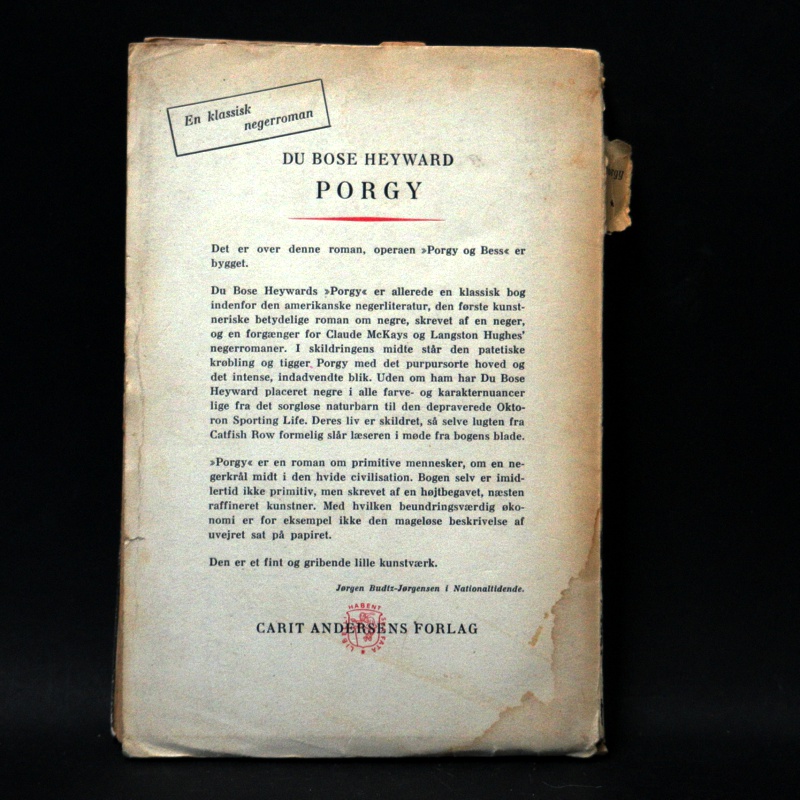 En klassisk
negerroman
DU BOSE HEYWARD
PORGY
Det er over denne roman, operaen »Porgy og Bess« er
bygget.
Du Bose Heywards »Porgy« er allerede en klassisk bog
indenfor den amerikanske negerliteratur, den første kunst-
neriske betydelige roman om negre, skrevet af en neger,
og en forgænger for Claude McKays og Langston Hughes'
negerromaner. I skildringens midte står den patetiske
krøbling og tigger Porgy med det purpursorte hoved og
det intense, indadvendte blik. Uden om ham har Du Bose
Heyward placeret negre i alle farve- og karakternuancer
lige fra det sorgløse naturbarn til den depraverede Okto-
ron Sporting Life. Deres liv er skildret, så selve lugten fra
Catfish Row formelig slår læseren i møde fra bogens blade.
»Porgy« er en roman om primitive mennesker, om en ne-
gerkrål midt i den hvide civilisation. Bogen selv er imid-
lertid ikke primitiv, men skrevet af en højtbegavet, næsten
raffineret kunstner. Med hvilken beundringsværdig øko-
nomi er for eksempel ikke den mageløse beskrivelse af
uvejret sat på papiret.
Den er et fint og gribende lille kunstværk.
Jørgen Budtz-Jørgensen i Nationaltidende.
HABENT
CARIT ANDERSENS FORLAG